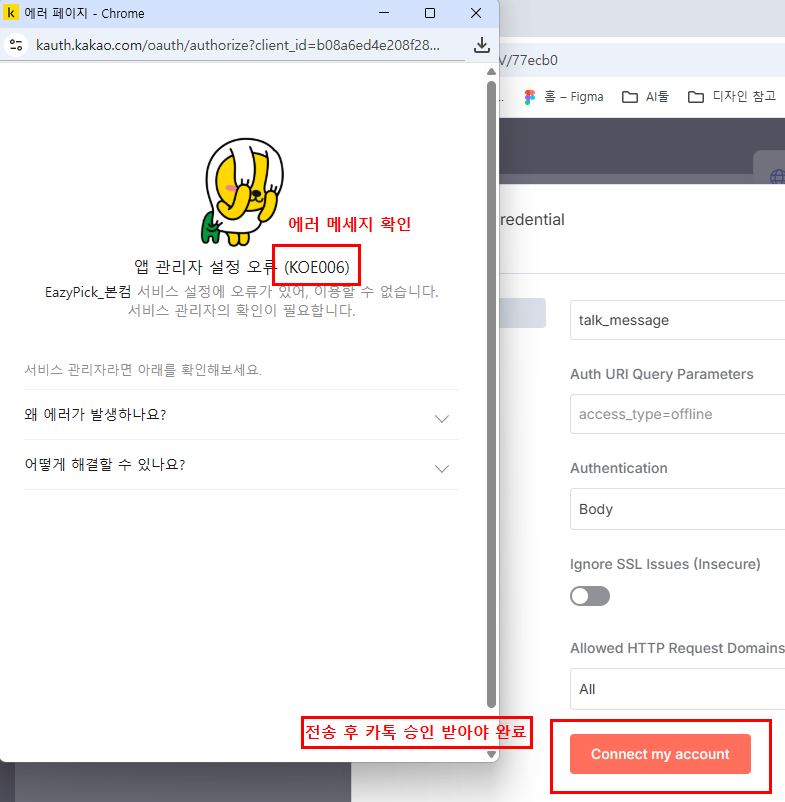 에러 페이지 - Chrome
kauth.kakao.com/oauth/authorize?client_id=b08a6ed4e208f28...
/77ecb0
홈 – Figma
AI툴
디자인 참고
에러 메세지 확인
앱 관리자 설정 오류 (KOE006)
EazyPick_본컴 서비스 설정에 오류가 있어, 이용할 수 없습니다.
서비스 관리자의 확인이 필요합니다.
서비스 관리자라면 아래를 확인해보세요.
왜 에러가 발생하나요?
어떻게 해결할 수 있나요?
전송 후 카톡 승인 받아야 완료
redential
talk_message
Auth URI Query Parameters
access_type=offline
Authentication
Body
Ignore SSL Issues (Insecure)
Allowed HTTP Request Domains
All
Connect my account